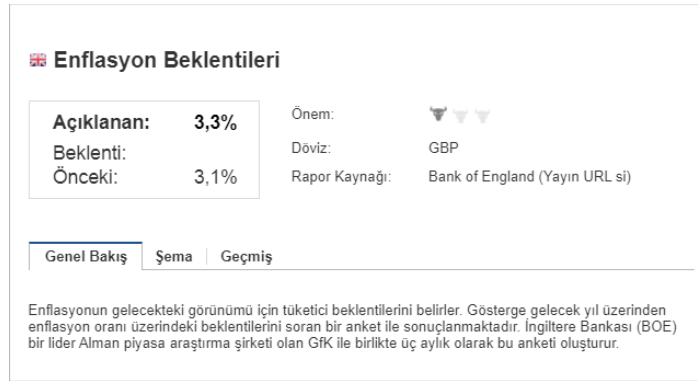 Enflasyon Beklentileri
Açıklanan: 3,3%
Beklenti:
Önceki: 3,1%
Önem:
Döviz: GBP
Rapor Kaynağı: Bank of England (Yayın URL si)
Genel Bakış Şema Geçmiş
Enflasyonun gelecekteki görünümü için tüketici beklentilerini belirler. Gösterge gelecek yıl üzerinden
enflasyon oranı üzerindeki beklentilerini soran bir anket ile sonuçlanmaktadır. İngiltere Bankası (BOE)
bir lider Alman piyasa araştırma şirketi olan GfK ile birlikte üç aylık olarak bu anketi oluşturur.